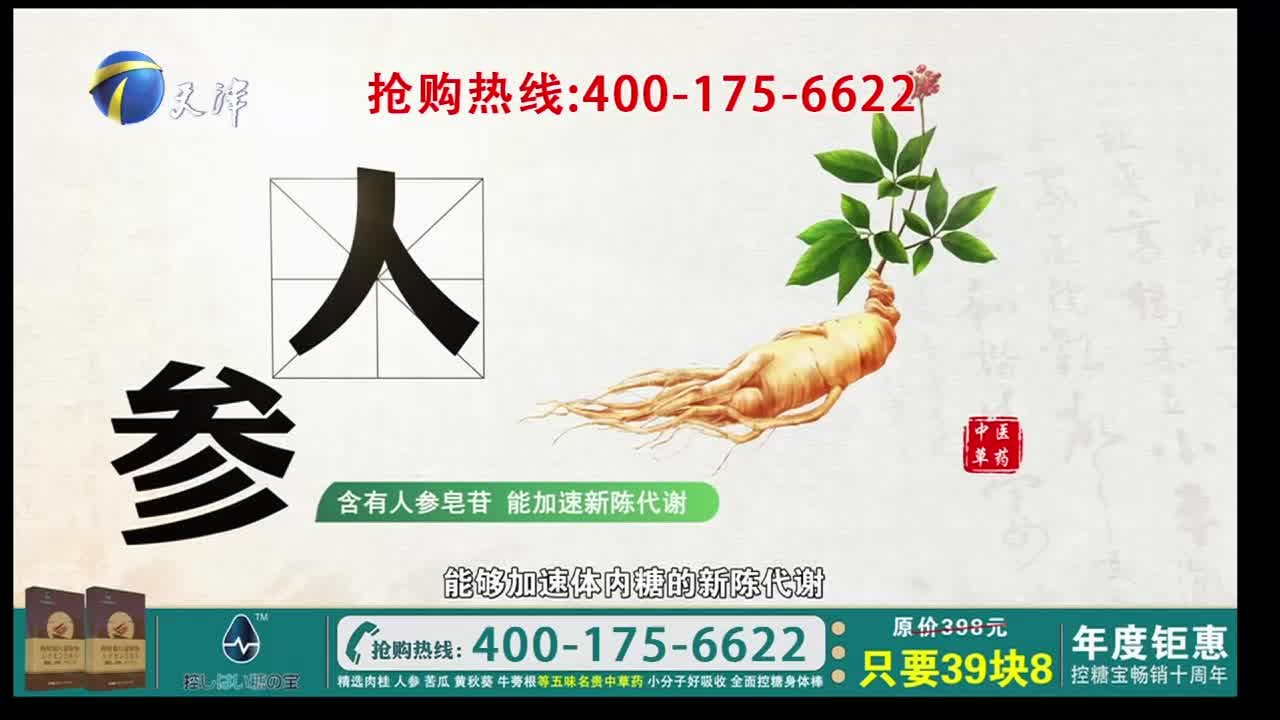 天津
抢购热线:400-175-6622
人
参
中医
草药
含有人参皂苷 能加速新陈代谢
能够加速体内糖的新陈代谢
TM
控しばい糖の宝
抢购热线：400-175-6622
精选肉桂 人参 苦瓜 黄秋葵 牛蒡根等五味名贵中草药 小分子好吸收 全面控糖身体棒
原价398元
只要39块8
年度钜惠
控糖宝畅销十周年